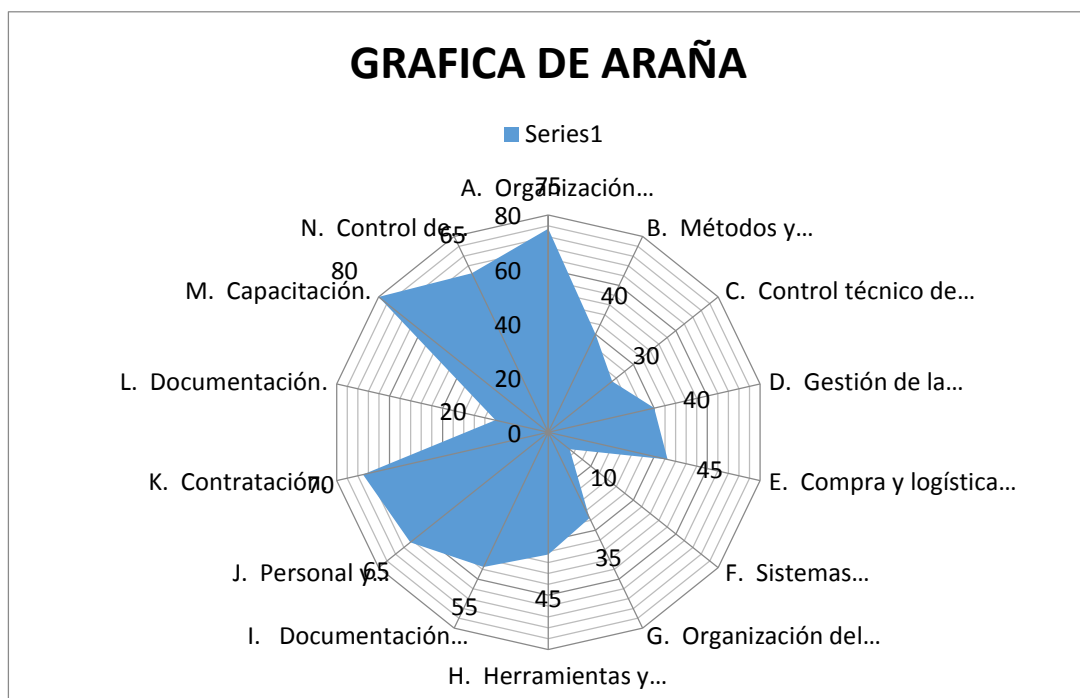 GRAFICA DE ARAÑA
Series1
75
A. Organización...
80
N. Control de...
65
B. Métodos y...
80
60
40
M. Capacitación.
C. Control técnico de...
40
30
L. Documentación.
20
20
40
D. Gestión de la...
0
K. Contratación.
70
10
45
E. Compra y logística...
J. Personal y...
65
35
F. Sistemas...
55
45
I. Documentación...
G. Organización del...
H. Herramientas y...